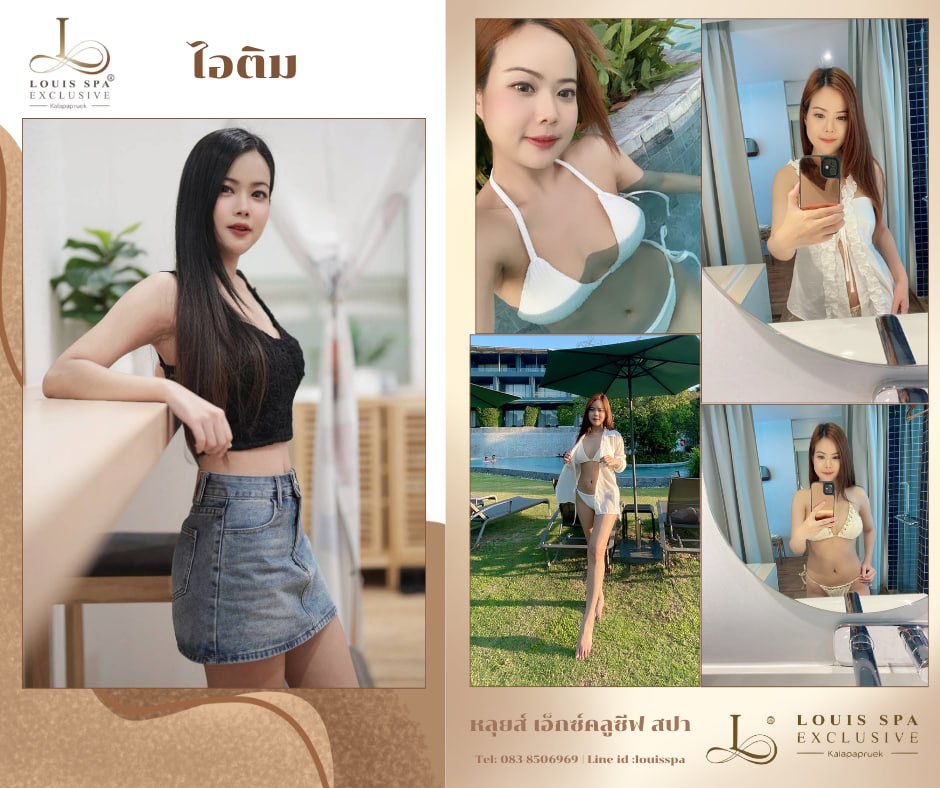 L
LOUIS SPA®
EXCLUSIVE
Kalapapruek
ไอติม
หลุยส์ เอ็กซ์คลูซีฟ สปา
Tel: 083-8506969 | Line id :louisspa
L®
LOUIS SPA
EXCLUSIVE
Kalapapruek